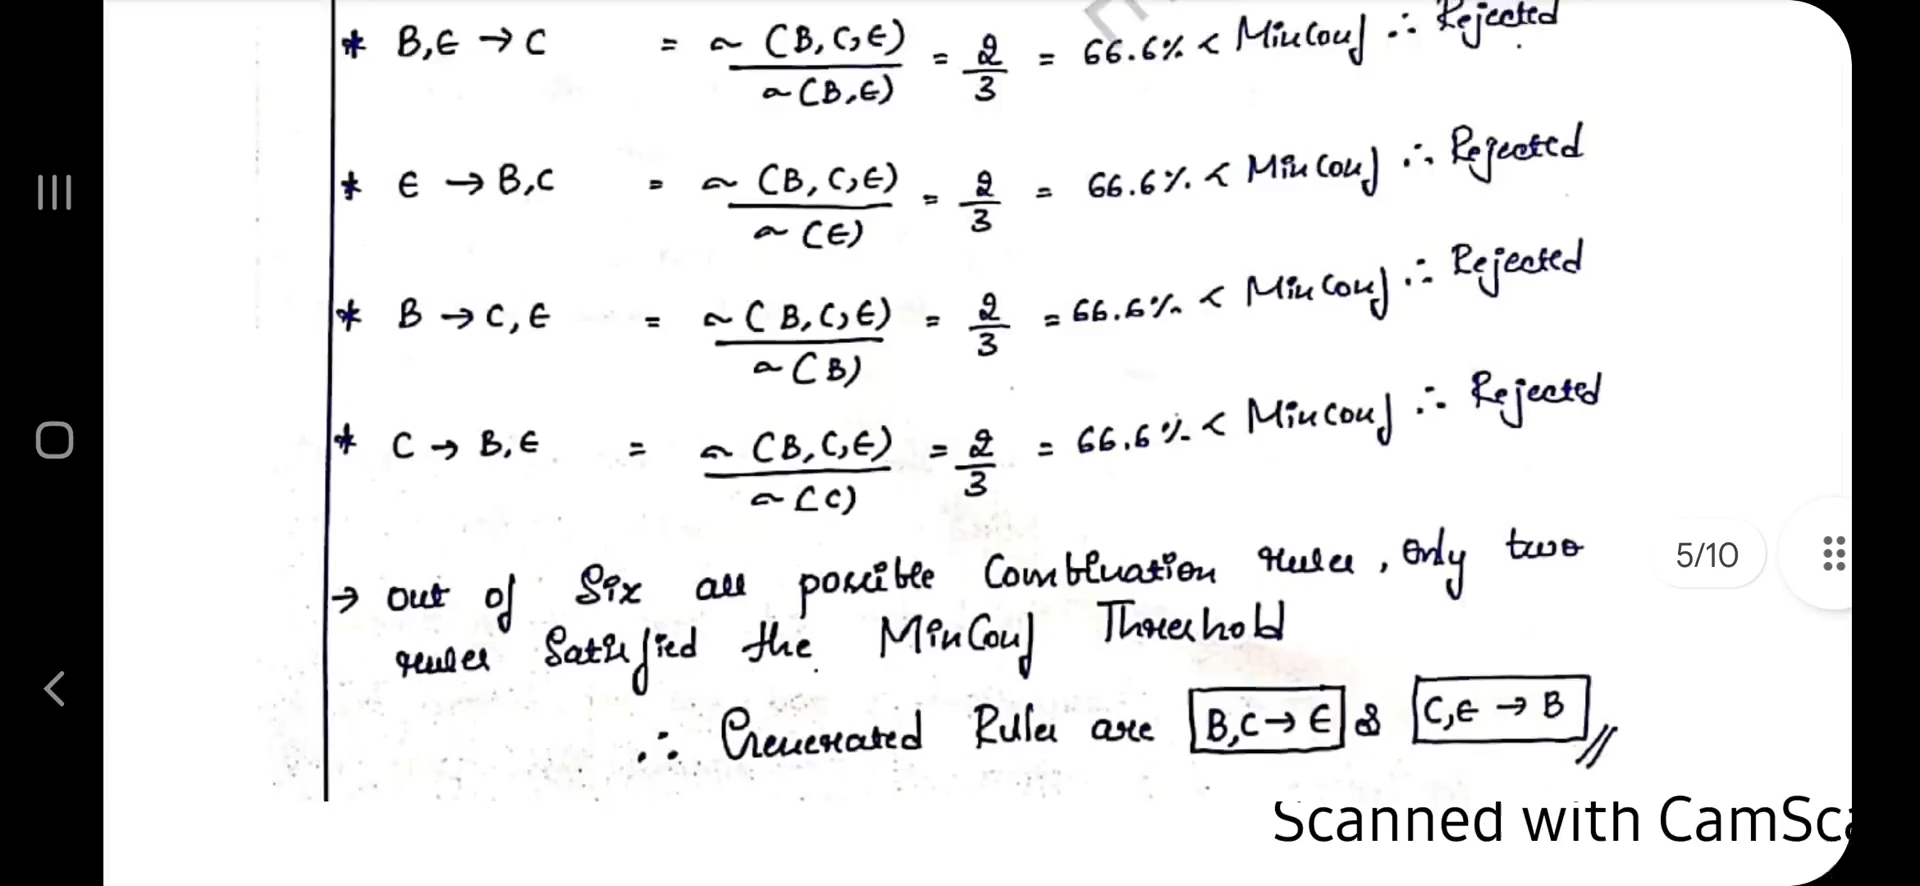 * B,E → C = σ(B,C,E) / σ(B,E) = 2/3 = 66.6% < MinConf ∴ Rejected
* E → B,C = σ(B,C,E) / σ(E) = 2/3 = 66.6% < MinConf ∴ Rejected
* B → C,E = σ(B,C,E) / σ(B) = 2/3 = 66.6% < MinConf ∴ Rejected
* C → B,E = σ(B,C,E) / σ(C) = 2/3 = 66.6% < MinConf ∴ Rejected
→ out of Six all possible Combination rules, Only two
rules Satisfied the MinConf Threshold
∴ Generated Rules are B,C → E & C,E → B
5/10
Scanned with CamSca